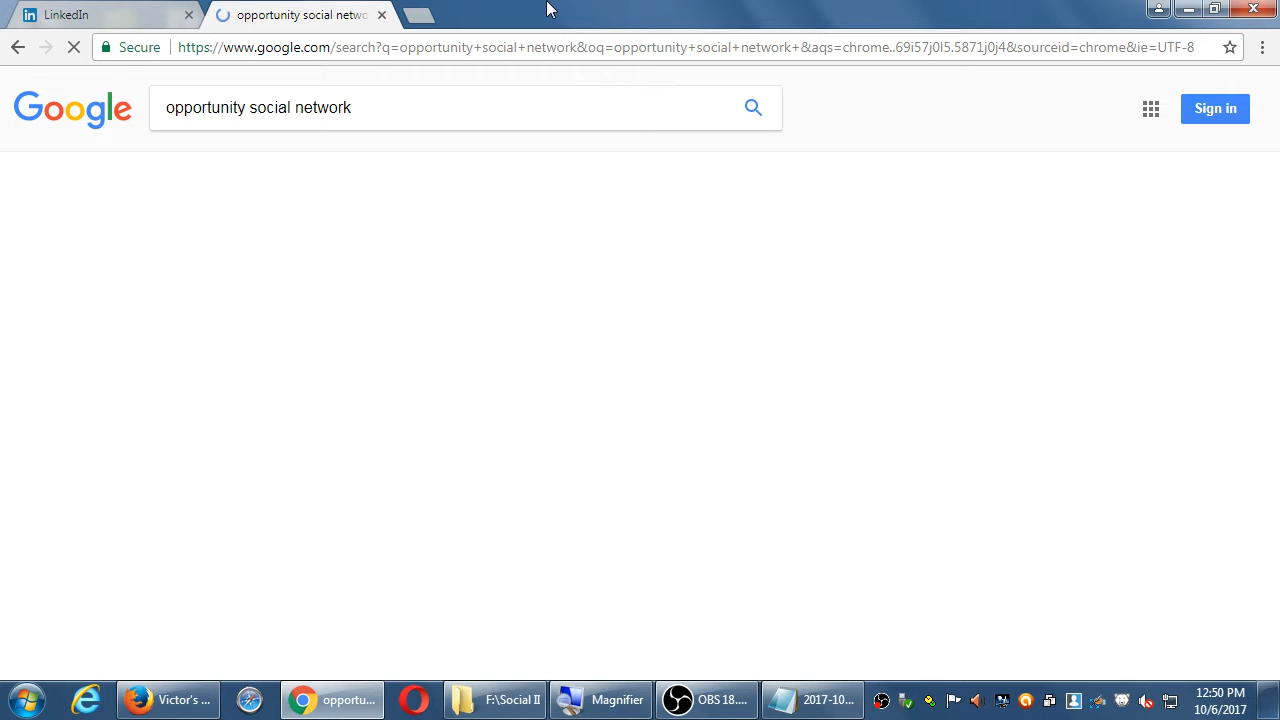 LinkedIn
opportunity social netwo
Secure
https://www.google.com/search?q=opportunity+social+network&oq=opportunity+social+network+&aqs=chrome..69i57j0l5.5871j0j4&sourceid=chrome&ie=UTF-8
Google
opportunity social network
Sign in
Victor's ...
opportu...
F:\Social II
Magnifier
OBS 18....
2017-10...
12:50 PM
10/6/2017